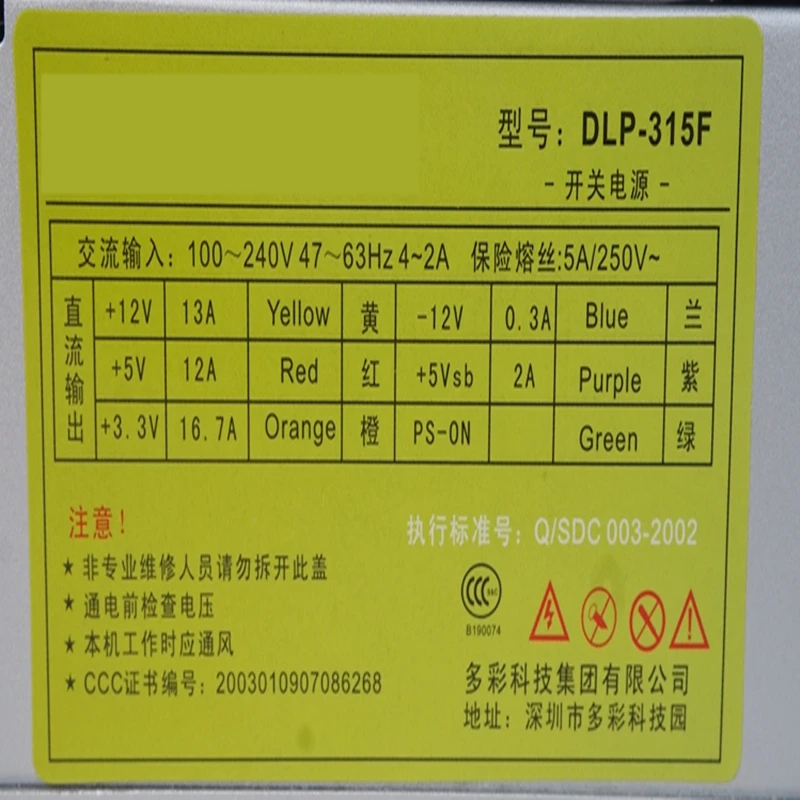 型号：DLP-315F
- 开关电源 -
交流输入：100～240V 47～63Hz 4~2A 保险熔丝:5A/250V~
直流输出
+12V 13A Yellow 黄 -12V 0.3A Blue 兰
+5V 12A Red 红 +5Vsb 2A Purple 紫
+3.3V 16.7A Orange 橙 PS-ON Green 绿
注意！
执行标准号：Q/SDC 003-2002
★ 非专业维修人员请勿拆开此盖
★ 通电前检查电压
★ 本机工作时应通风
★ CCC证书编号：2003010907086268
CCC S&E
B190074
多彩科技集团有限公司
地址：深圳市多彩科技园